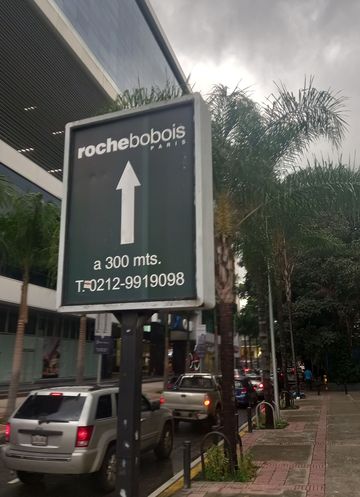 rochebobois
PARIS
a 300 mts.
T.0212-9919098